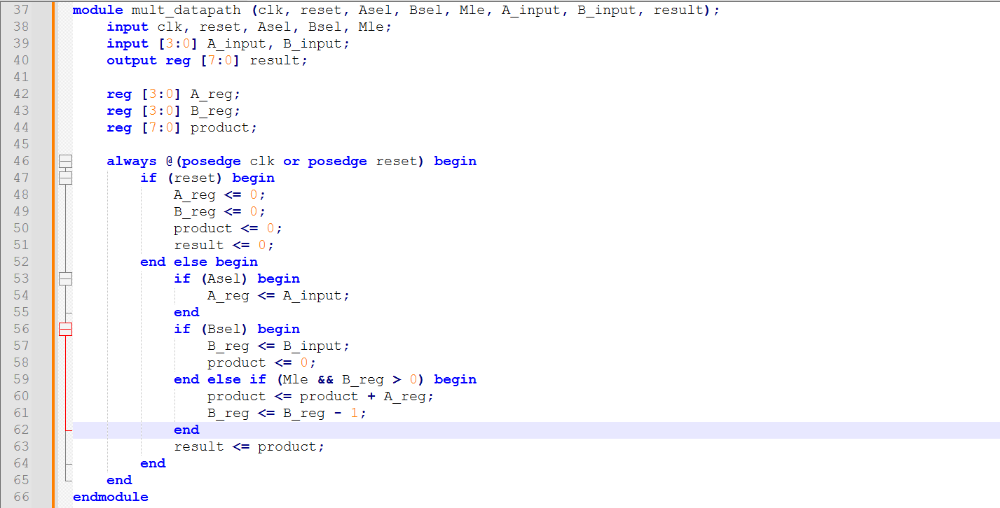 37 module mult_datapath (clk, reset, Asel, Bsel, Mle, A_input, B_input, result);
38     input clk, reset, Asel, Bsel, Mle;
39     input [3:0] A_input, B_input;
40     output reg [7:0] result;
41
42     reg [3:0] A_reg;
43     reg [3:0] B_reg;
44     reg [7:0] product;
45
46     always @(posedge clk or posedge reset) begin
47         if (reset) begin
48             A_reg <= 0;
49             B_reg <= 0;
50             product <= 0;
51             result <= 0;
52         end else begin
53             if (Asel) begin
54                 A_reg <= A_input;
55             end
56             if (Bsel) begin
57                 B_reg <= B_input;
58                 product <= 0;
59             end else if (Mle && B_reg > 0) begin
60                 product <= product + A_reg;
61                 B_reg <= B_reg - 1;
62             end
63             result <= product;
64         end
65     end
66 endmodule